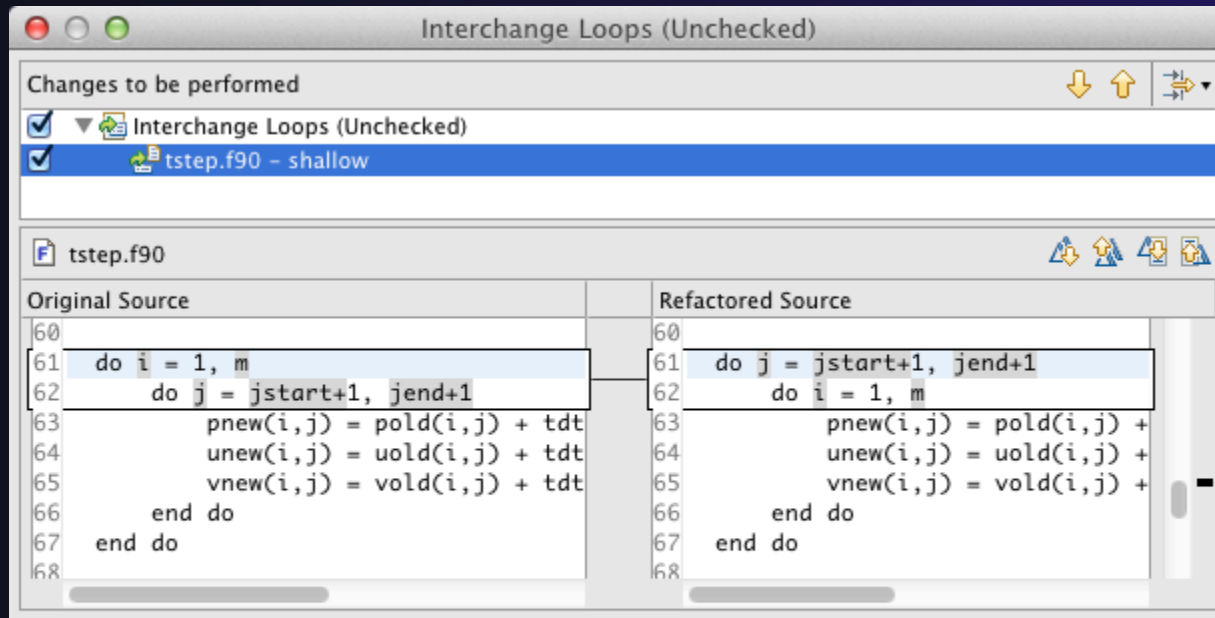 Interchange Loops (Unchecked)
Changes to be performed
Interchange Loops (Unchecked)
tstep.f90 – shallow
F tstep.f90
Original Source
60
61 do i = 1, m
62 do j = jstart+1, jend+1
63 pnew(i,j) = pold(i,j) + tdt
64 unew(i,j) = uold(i,j) + tdt
65 vnew(i,j) = vold(i,j) + tdt
66 end do
67 end do
68
Refactored Source
60
61 do j = jstart+1, jend+1
62 do i = 1, m
63 pnew(i,j) = pold(i,j) +
64 unew(i,j) = uold(i,j) +
65 vnew(i,j) = vold(i,j) +
66 end do
67 end do
68